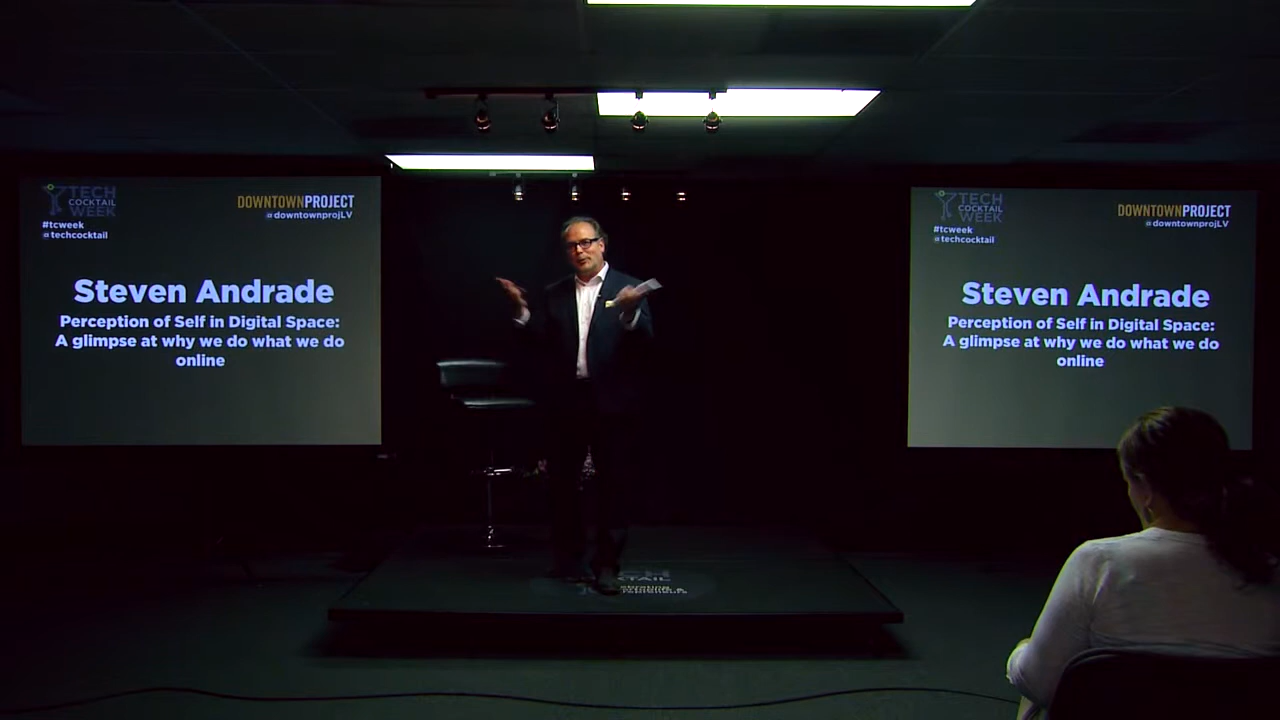 TECH
COCKTAIL
WEEK
#tcweek
@techcocktail
DOWNTOWNPROJECT
@downtownprojLV
Steven Andrade
Perception of Self in Digital Space:
A glimpse at why we do what we do
online
TECH
COCKTAIL
WEEK
#tcweek
@techcocktail
DOWNTOWNPROJECT
@downtownprojLV
Steven Andrade
Perception of Self in Digital Space:
A glimpse at why we do what we do
online